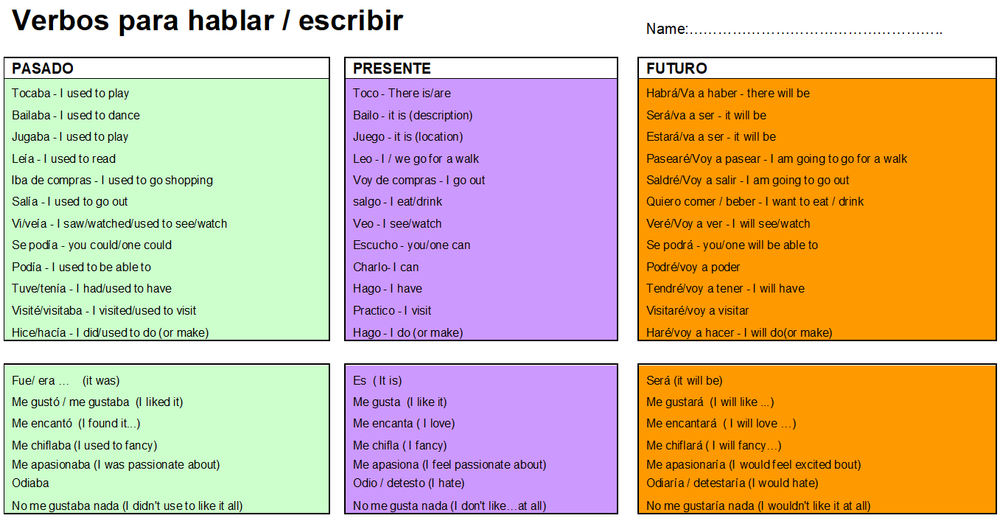 Verbos para hablar / escribir
Name:…………………………………………….
PASADO
Tocaba - I used to play
Bailaba - I used to dance
Jugaba - I used to play
Leía - I used to read
Iba de compras - I used to go shopping
Salía - I used to go out
Vi/veía - I saw/watched/used to see/watch
Se podía - you could/one could
Podía - I used to be able to
Tuve/tenía - I had/used to have
Visité/visitaba - I visited/used to visit
Hice/hacía - I did/used to do (or make)
PRESENTE
Toco - There is/are
Bailo - it is (description)
Juego - it is (location)
Leo - I / we go for a walk
Voy de compras - I go out
salgo - I eat/drink
Veo - I see/watch
Escucho - you/one can
Charlo- I can
Hago - I have
Practico - I visit
Hago - I do (or make)
FUTURO
Habrá/Va a haber - there will be
Será/va a ser - it will be
Estará/va a ser - it will be
Pasearé/Voy a pasear - I am going to go for a walk
Saldré/Voy a salir - I am going to go out
Quiero comer / beber - I want to eat / drink
Veré/Voy a ver - I will see/watch
Se podrá - you/one will be able to
Podré/voy a poder
Tendré/voy a tener - I will have
Visitaré/voy a visitar
Haré/voy a hacer - I will do(or make)
Fue/ era … (it was)
Me gustó / me gustaba (I liked it)
Me encantó (I found it...)
Me chiflaba (I used to fancy)
Me apasionaba (I was passionate about)
Odiaba
No me gustaba nada (I didn't use to like it all)
Es ( It is)
Me gusta (I like it)
Me encanta ( I love)
Me chifla ( I fancy)
Me apasiona (I feel passionate about)
Odio / detesto (I hate)
No me gusta nada (I don't like…at all)
Será (it will be)
Me gustará (I will like ...)
Me encantará ( I will love …)
Me chiflará ( I will fancy…)
Me apasionaría (I would feel excited bout)
Odiaría / detestaría (I would hate)
No me gustaría nada (I wouldn't like it at all)